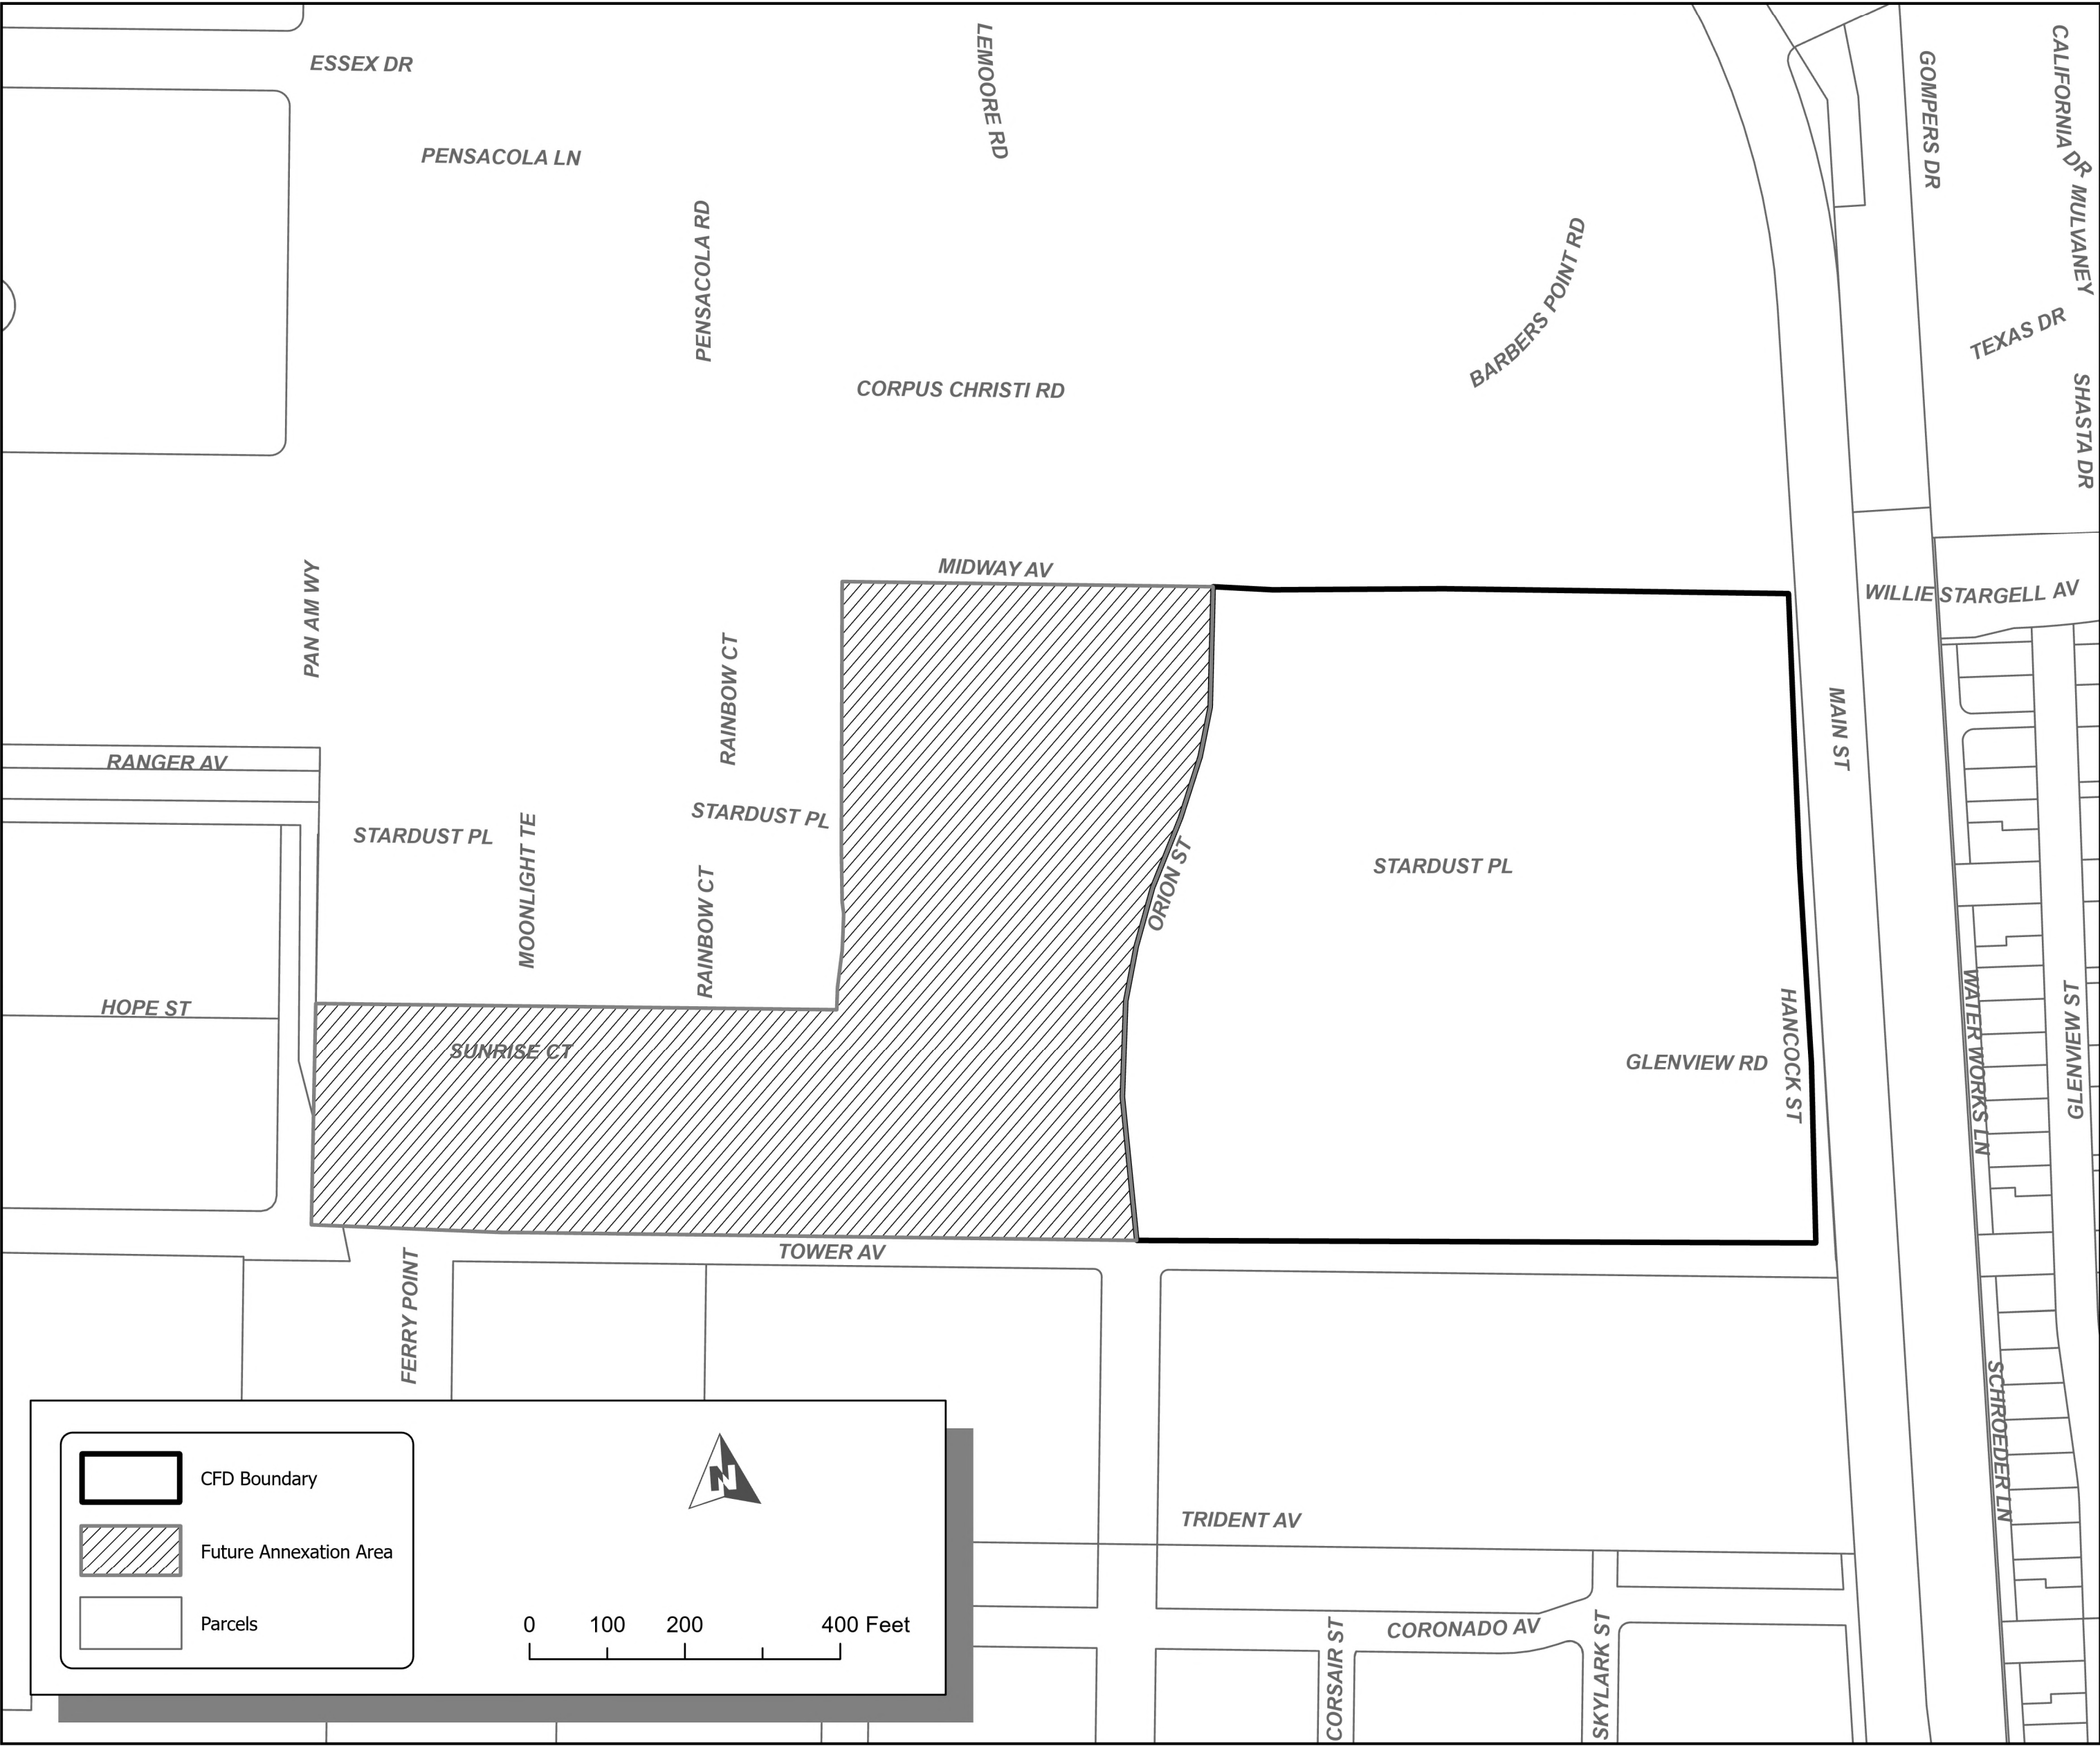 ESSEX DR
LEMOORE RD
GOMPERS DR
CALIFORNIA DR
PENSACOLA LN
MULVANEY
PENSACOLA RD
BARBERS POINT RD
TEXAS DR
CORPUS CHRISTI RD
SHASTA DR
MIDWAY AV
PAN AM WY
WILLIE STARGELL AV
RAINBOW CT
MAIN ST
RANGER AV
STARDUST PL
STARDUST PL
MOONLIGHT TE
ORION ST
STARDUST PL
RAINBOW CT
HOPE ST
SUNRISE CT
GLENVIEW RD
HANCOCK ST
WATER WORKS LN
GLENVIEW ST
TOWER AV
FERRY POINT
SCHROEDER LN
TRIDENT AV
CORONADO AV
CORSAIR ST
SKYLARK ST
CFD Boundary
Future Annexation Area
Parcels
N
0 100 200 400 Feet